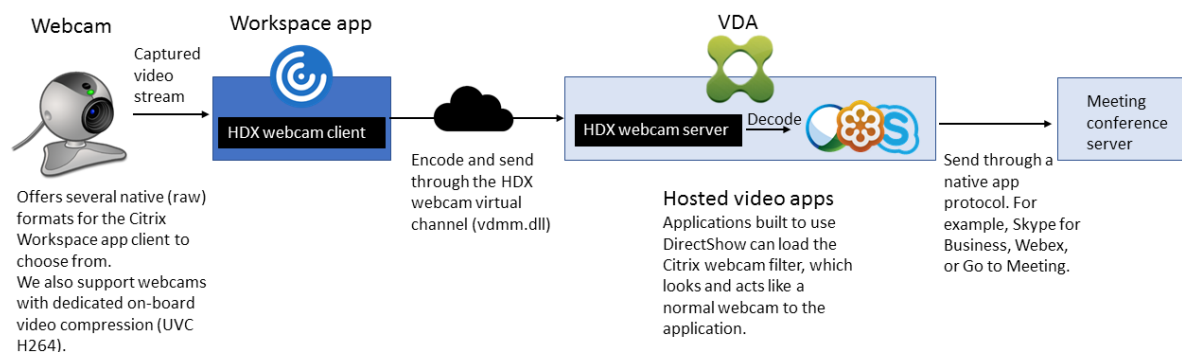 Webcam
Captured
video
stream
Offers several native (raw)
formats for the Citrix
Workspace app client to
choose from.
We also support webcams
with dedicated on-board
video compression (UVC
H264).
Workspace app
HDX webcam client
Encode and send
through the HDX
webcam virtual
channel (vdmm.dll)
VDA
HDX webcam server
Decode
S
Hosted video apps
Applications built to use
DirectShow can load the
Citrix webcam filter, which
looks and acts like a
normal webcam to the
application.
Send through a
native app
protocol. For
example, Skype for
Business, Webex,
or Go to Meeting.
Meeting
conference
server